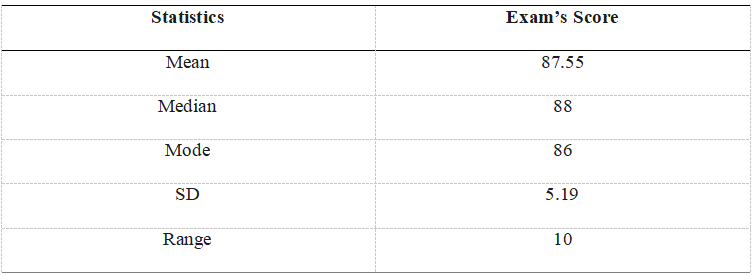 Statistics Exam’s Score
Mean 87.55
Median 88
Mode 86
SD 5.19
Range 10